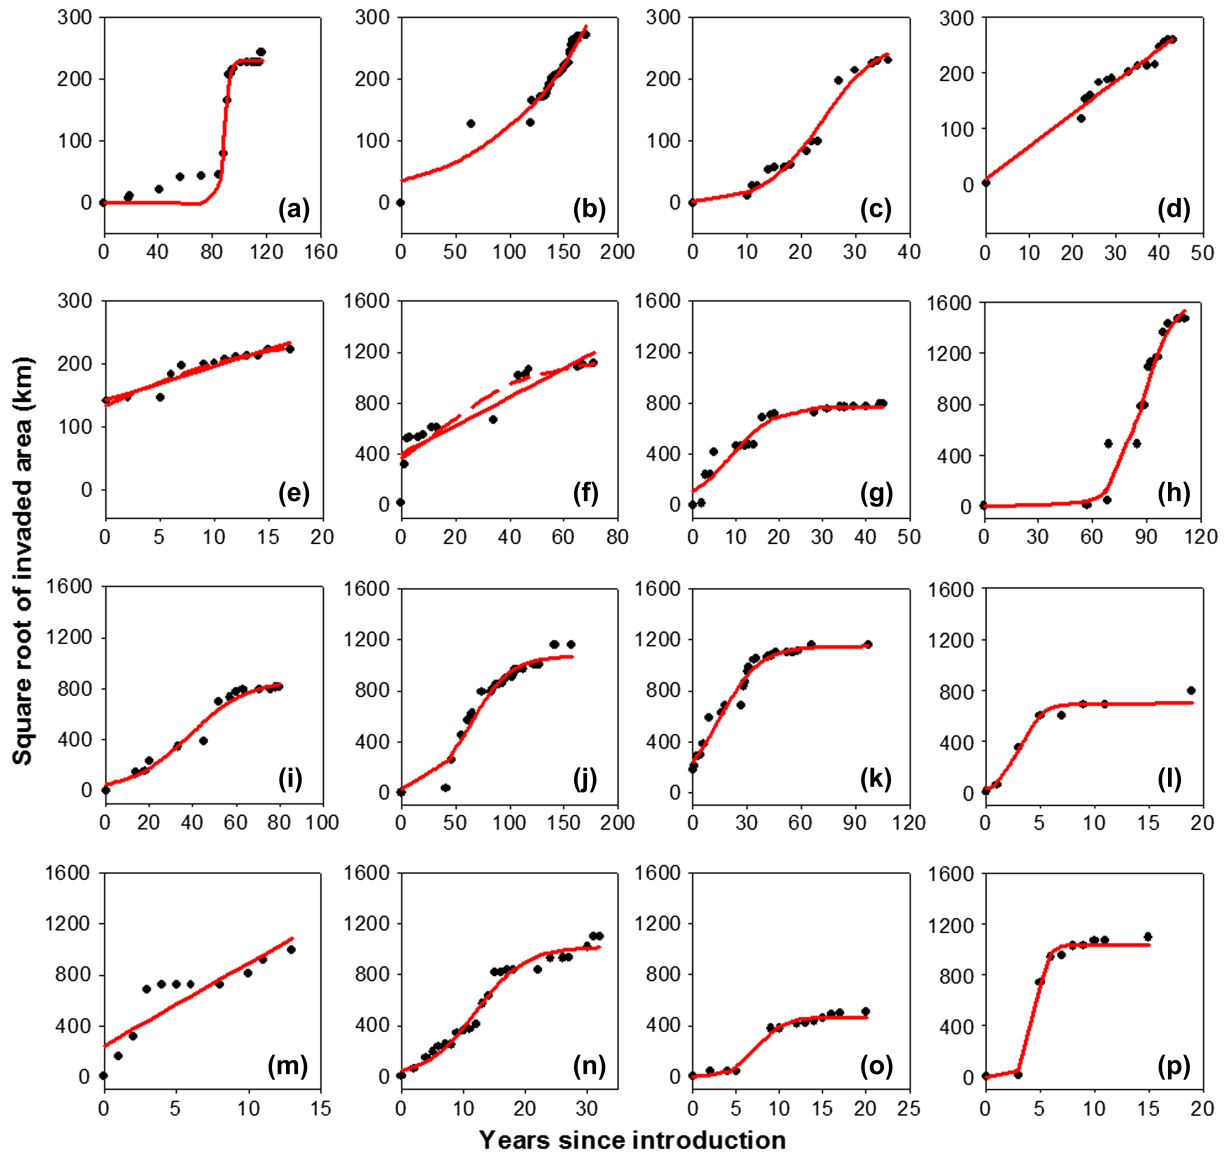 300 300 300 300
200 200 200 200
100 100 100 100
0 0 0 0
(a) (b) (c) (d)
0 40 80 120 160 0 50 100 150 200 0 10 20 30 40 0 10 20 30 40 50
300 1600 1600 1600
200 1200 1200 1200
100 800 800 800
0 400 400 400
0 0 0
(e) (f) (g) (h)
0 5 10 15 20 0 20 40 60 80 0 10 20 30 40 50 0 30 60 90 120
1600 1600 1600 1600
1200 1200 1200 1200
800 800 800 800
400 400 400 400
0 0 0 0
(i) (j) (k) (l)
0 20 40 60 80 100 0 50 100 150 200 0 30 60 90 120 0 5 10 15 20
1600 1600 1600 1600
1200 1200 1200 1200
800 800 800 800
400 400 400 400
0 0 0 0
(m) (n) (o) (p)
0 5 10 15 0 10 20 30 0 5 10 15 20 25 0 5 10 15 20
Square root of invaded area (km)
Years since introduction